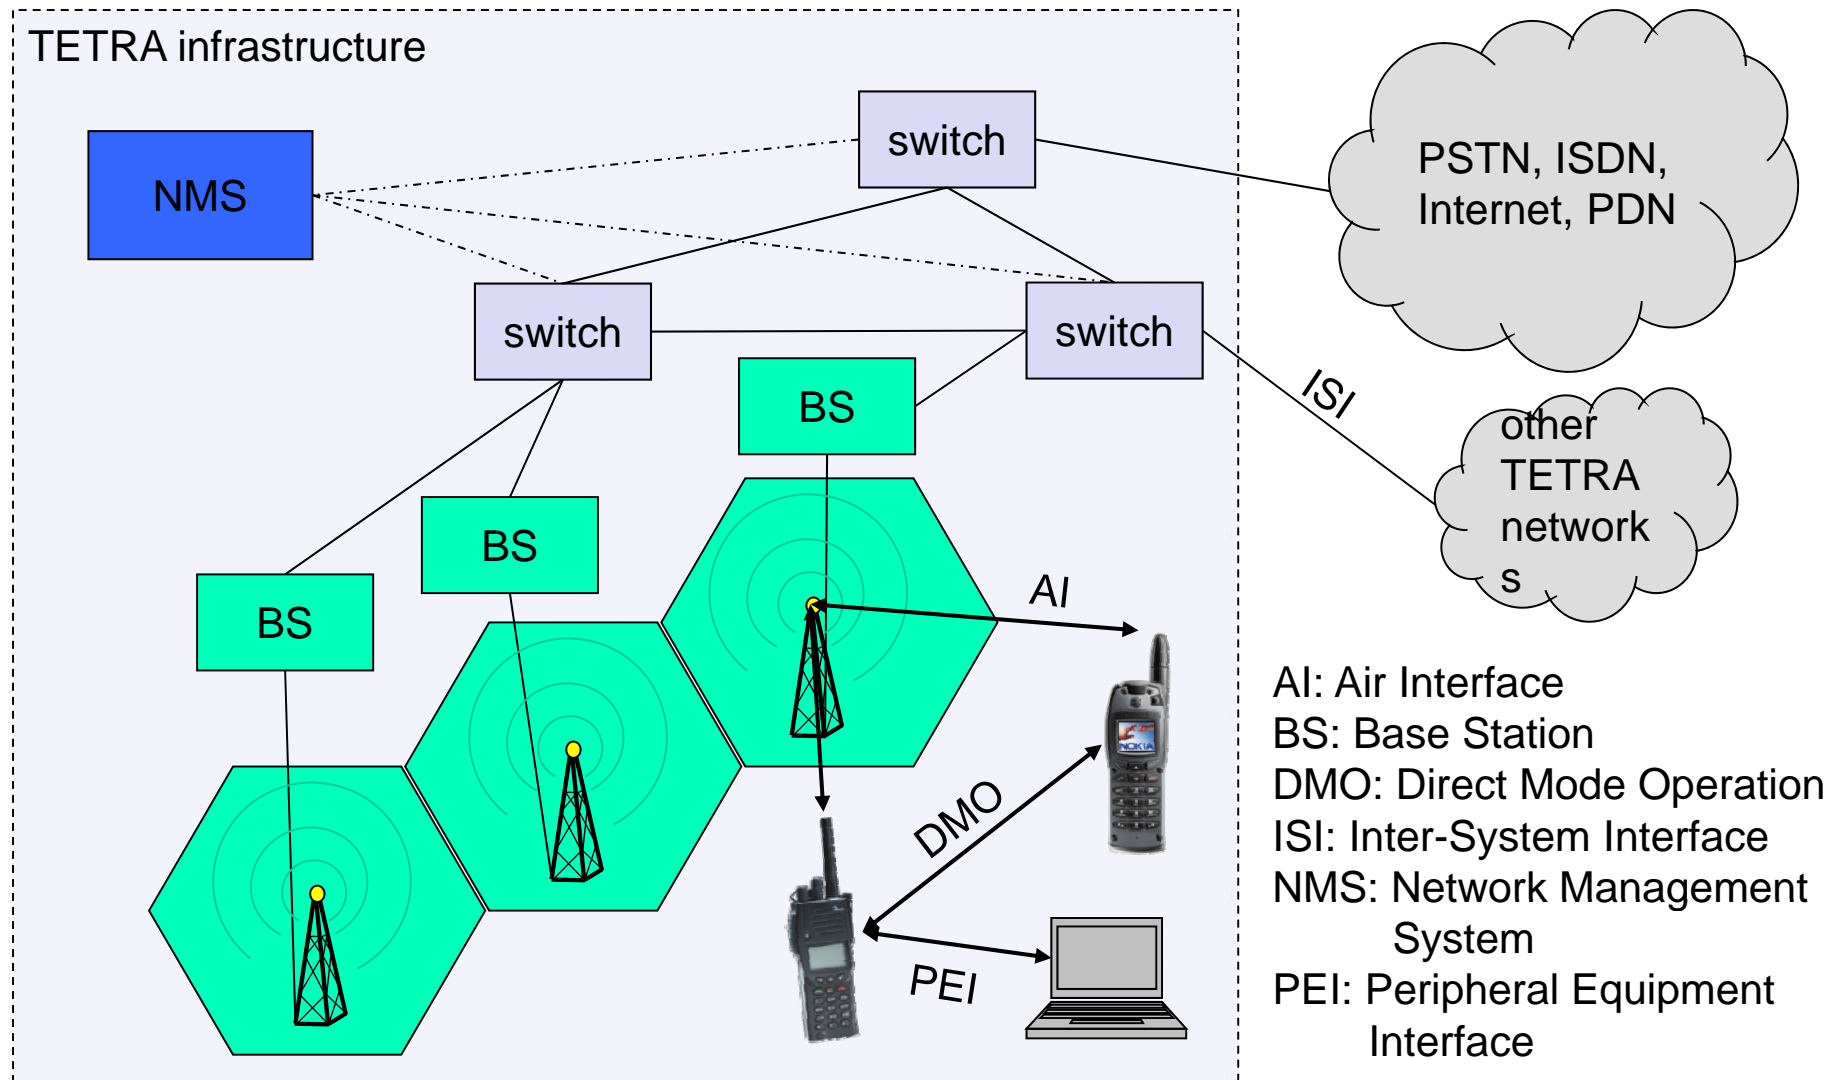 TETRA infrastructure
NMS
switch
switch
switch
PSTN, ISDN,
Internet, PDN
ISI
other
TETRA
network
s
BS
BS
BS
AI
NOKIA
DMO
PEI
AI: Air Interface
BS: Base Station
DMO: Direct Mode Operation
ISI: Inter-System Interface
NMS: Network Management
System
PEI: Peripheral Equipment
Interface